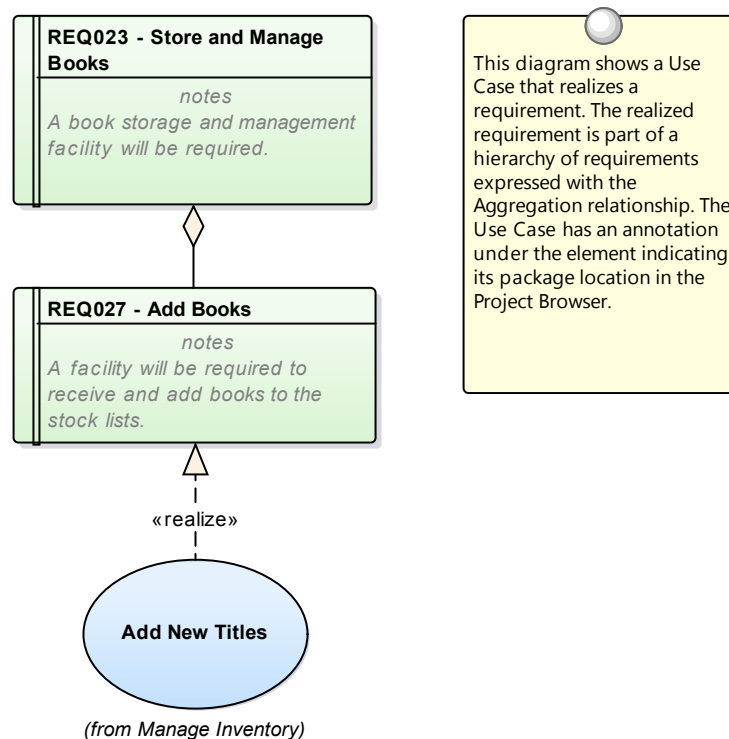 REQ023 - Store and Manage
Books
notes
A book storage and management
facility will be required.
REQ027 - Add Books
notes
A facility will be required to
receive and add books to the
stock lists.
«realize»
Add New Titles
(from Manage Inventory)
This diagram shows a Use
Case that realizes a
requirement. The realized
requirement is part of a
hierarchy of requirements
expressed with the
Aggregation relationship. The
Use Case has an annotation
under the element indicating
its package location in the
Project Browser.